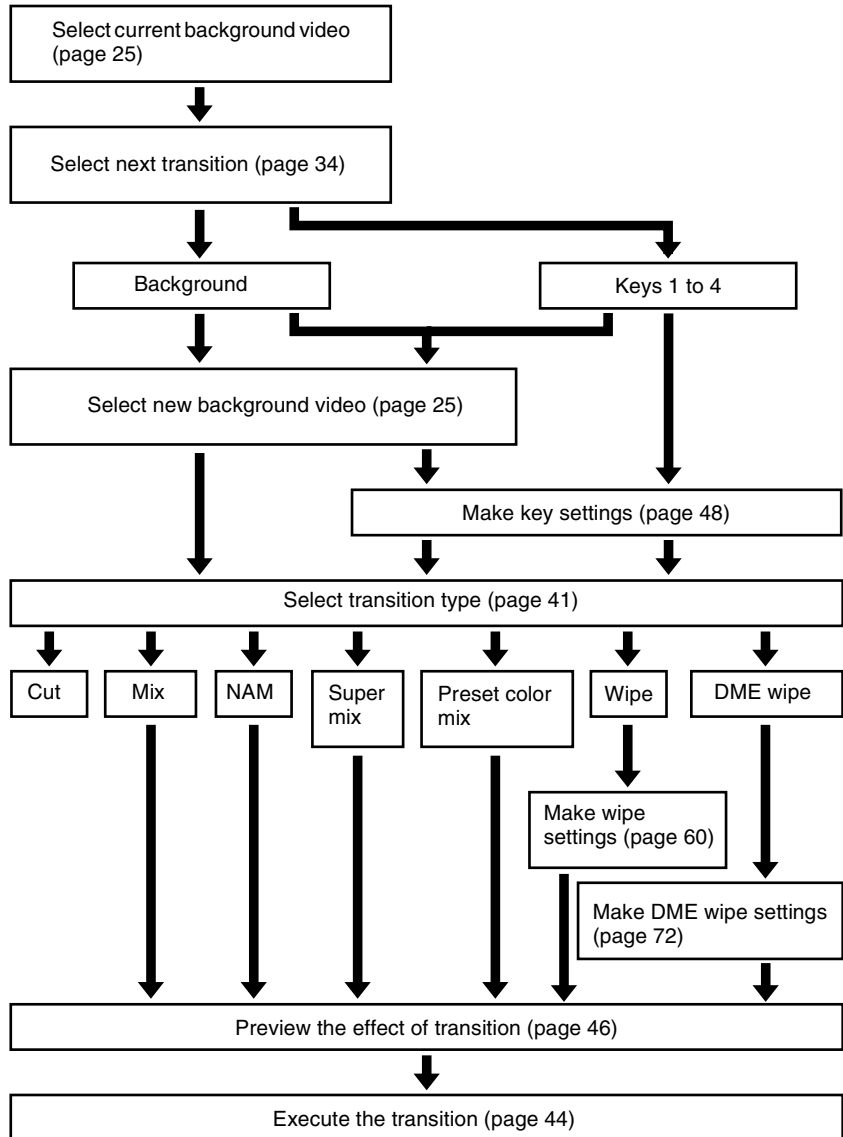 Select current background video
(page 25)
Select next transition (page 34)
Background
Keys 1 to 4
Select new background video (page 25)
Make key settings (page 48)
Select transition type (page 41)
Cut
Mix
NAM
Super
mix
Preset color
mix
Wipe
DME wipe
Make wipe
settings (page 60)
Make DME wipe settings
(page 72)
Preview the effect of transition (page 46)
Execute the transition (page 44)